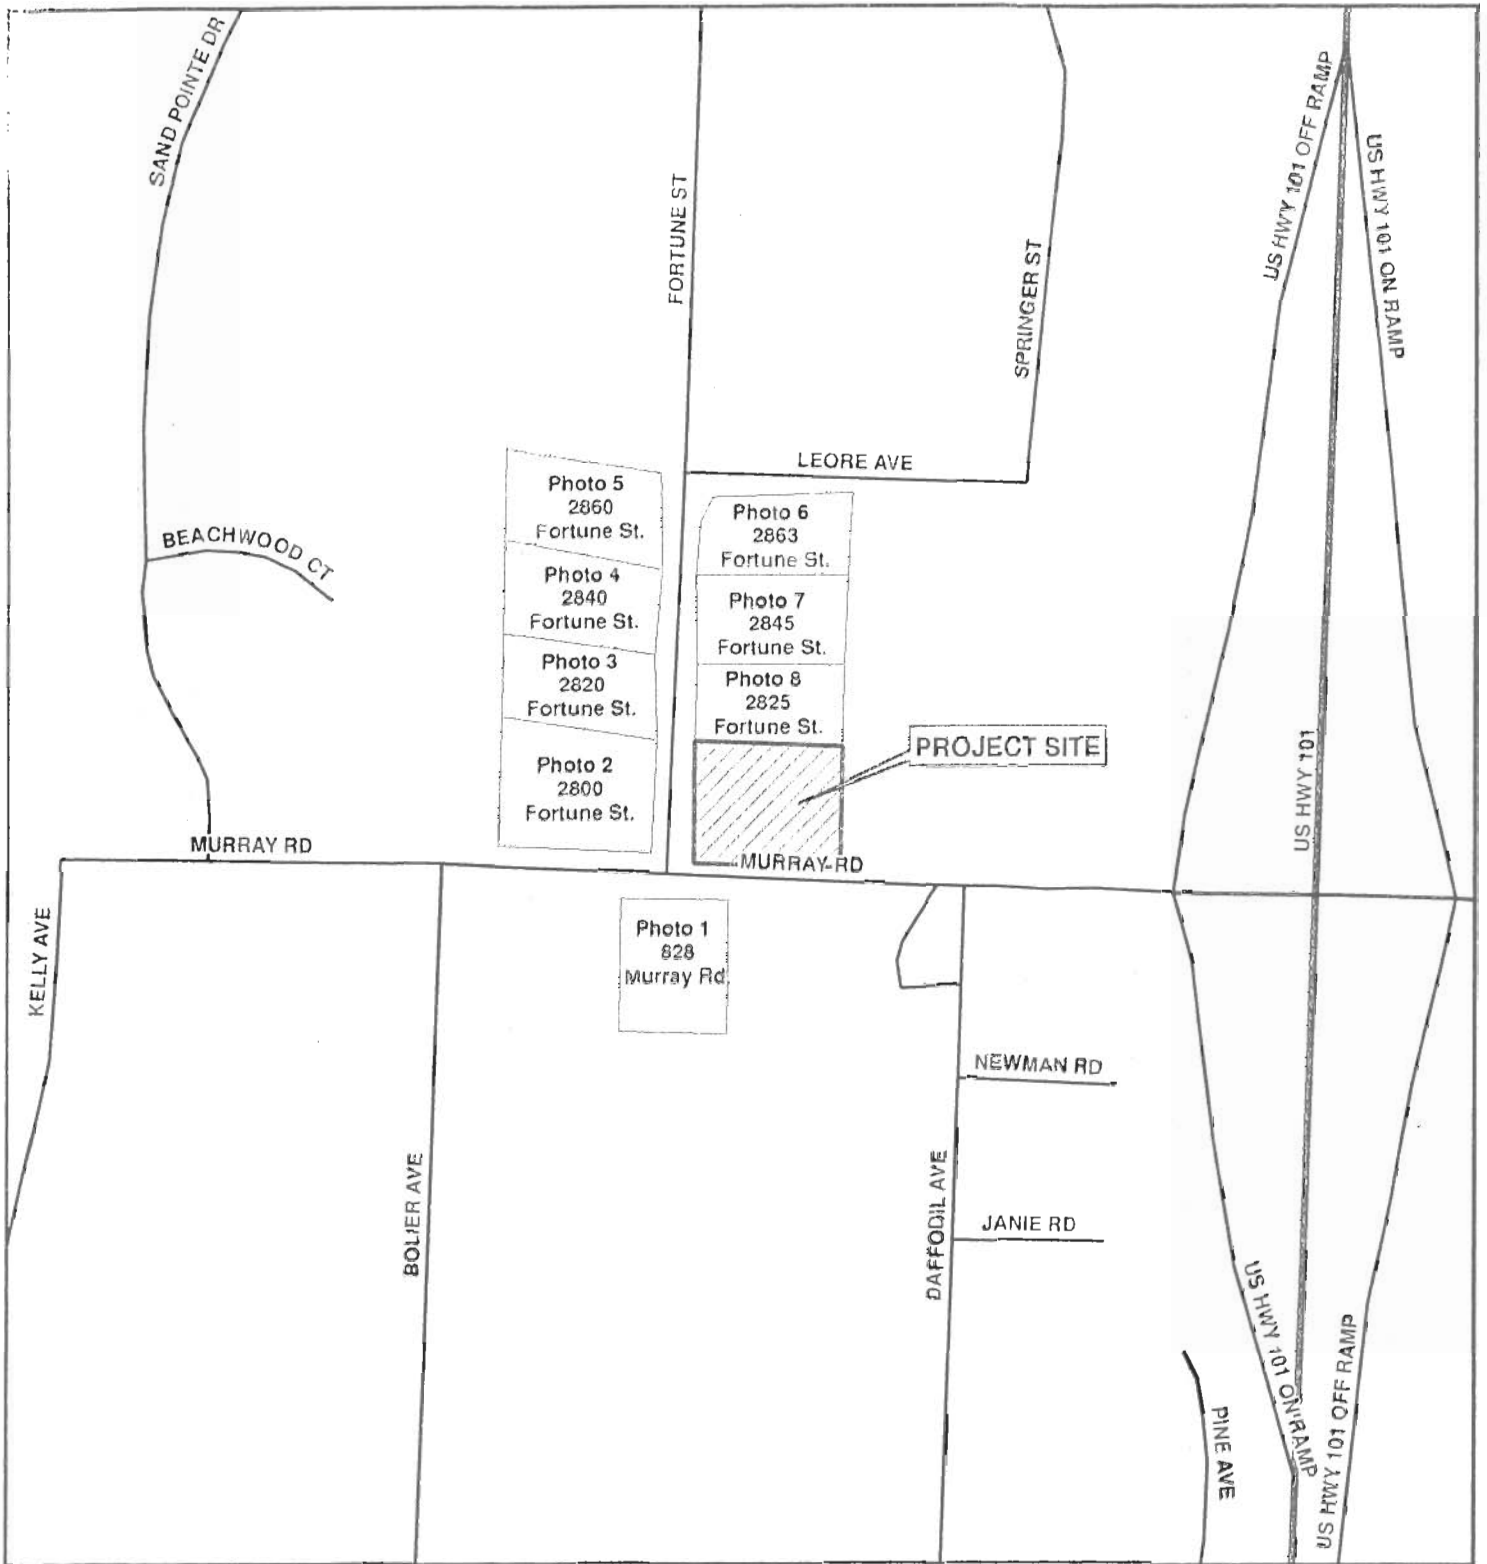 SAND POINTE DR
FORTUNE ST
SPRINGER ST
US HWY 101 OFF RAMP
US HWY 101 ON RAMP
LEORE AVE
BEACHWOOD CT
Photo 5
2860
Fortune St.
Photo 4
2840
Fortune St.
Photo 3
2820
Fortune St.
Photo 2
2800
Fortune St.
Photo 6
2863
Fortune St.
Photo 7
2845
Fortune St.
Photo 8
2825
Fortune St.
PROJECT SITE
US HWY 101
MURRAY RD
MURRAY RD
Photo 1
828
Murray Rd
KELLY AVE
BOLIER AVE
DAFFODIL AVE
NEWMAN RD
JANIE RD
US HWY 101 ON RAMP
US HWY 101 OFF RAMP
PINE AVE